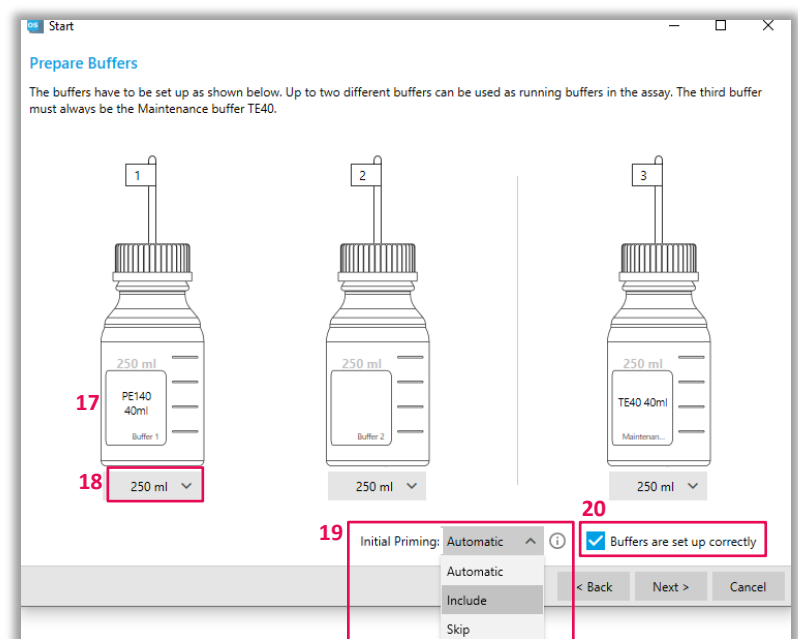 OS Start
Prepare Buffers
The buffers have to be set up as shown below. Up to two different buffers can be used as running buffers in the assay. The third buffer
must always be the Maintenance buffer TE40.
1
2
3
250 ml
250 ml
250 ml
17
PE140
40ml
Buffer 1
Buffer 2
TE40 40ml
Maintenan...
18
250 ml
250 ml
250 ml
19
20
Initial Priming: Automatic
Buffers are set up correctly
Automatic
Include
Skip
< Back
Next >
Cancel